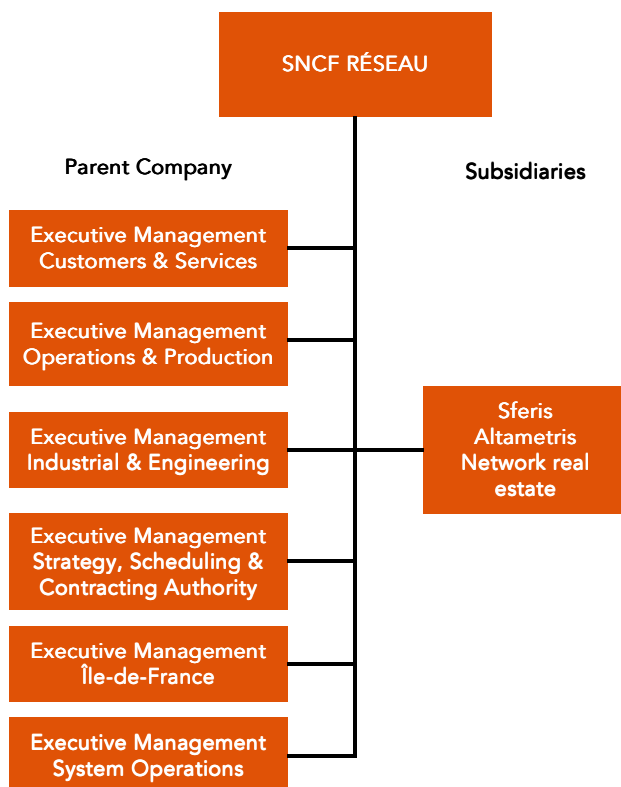 SNCF RÉSEAU
Parent Company
Subsidiaries
Executive Management
Customers & Services
Executive Management
Operations & Production
Executive Management
Industrial & Engineering
Sferis
Altametris
Network real
estate
Executive Management
Strategy, Scheduling &
Contracting Authority
Executive Management
Île-de-France
Executive Management
System Operations